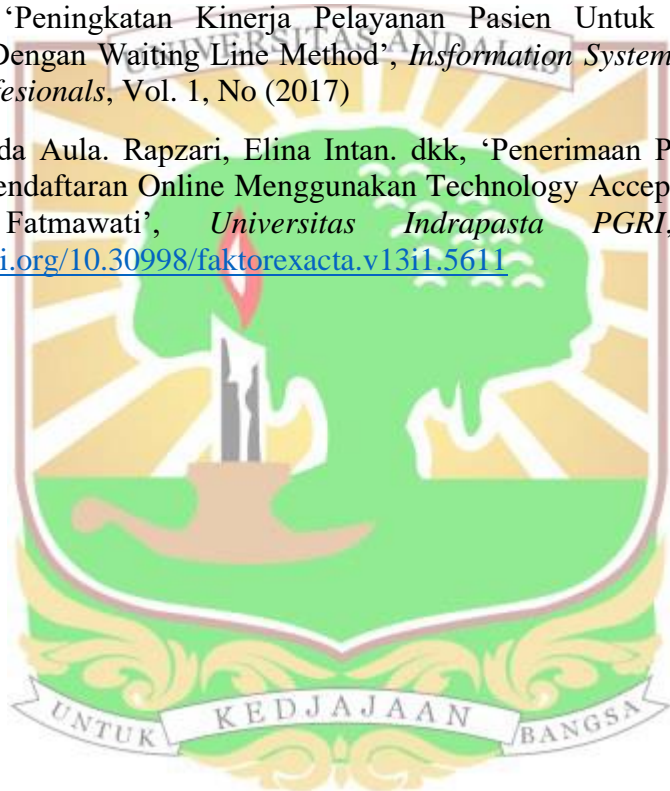 'Peningkatan Kinerja Pelayanan Pasien Untuk
Dengan Waiting Line Method', Insformation System
fesionals, Vol. 1, No (2017)
da Aula. Rapzari, Elina Intan. dkk, 'Penerimaan P
endaftaran Online Menggunakan Technology Accep
Fatmawati', Universitas Indrapasta PGRI,
i.org/10.30998/faktorexacta.v13i1.5611
UNIVERSITAS ANDALAS
UNTUK KEDJAJAAN BANGSA